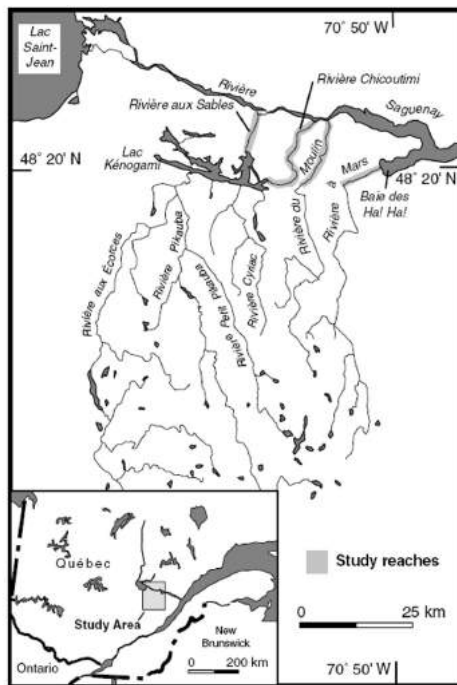 70° 50' W
Lac
Saint-
Jean
Rivière Chicoutimi
Rivière
Rivière aux Sables
Saguenay
Lac
Kénogami
48° 20' N
Moulin
Rivière du
Mars
Rivière à
48° 20' N
Baie des
Ha! Ha!
Rivière aux Ecorces
Rivière Pikauba
Rivière Petit Pikauba
Rivière Cyriac
Study reaches
0 25 km
Québec
Study Area
New
Brunswick
Ontario
0 200 km
70° 50' W